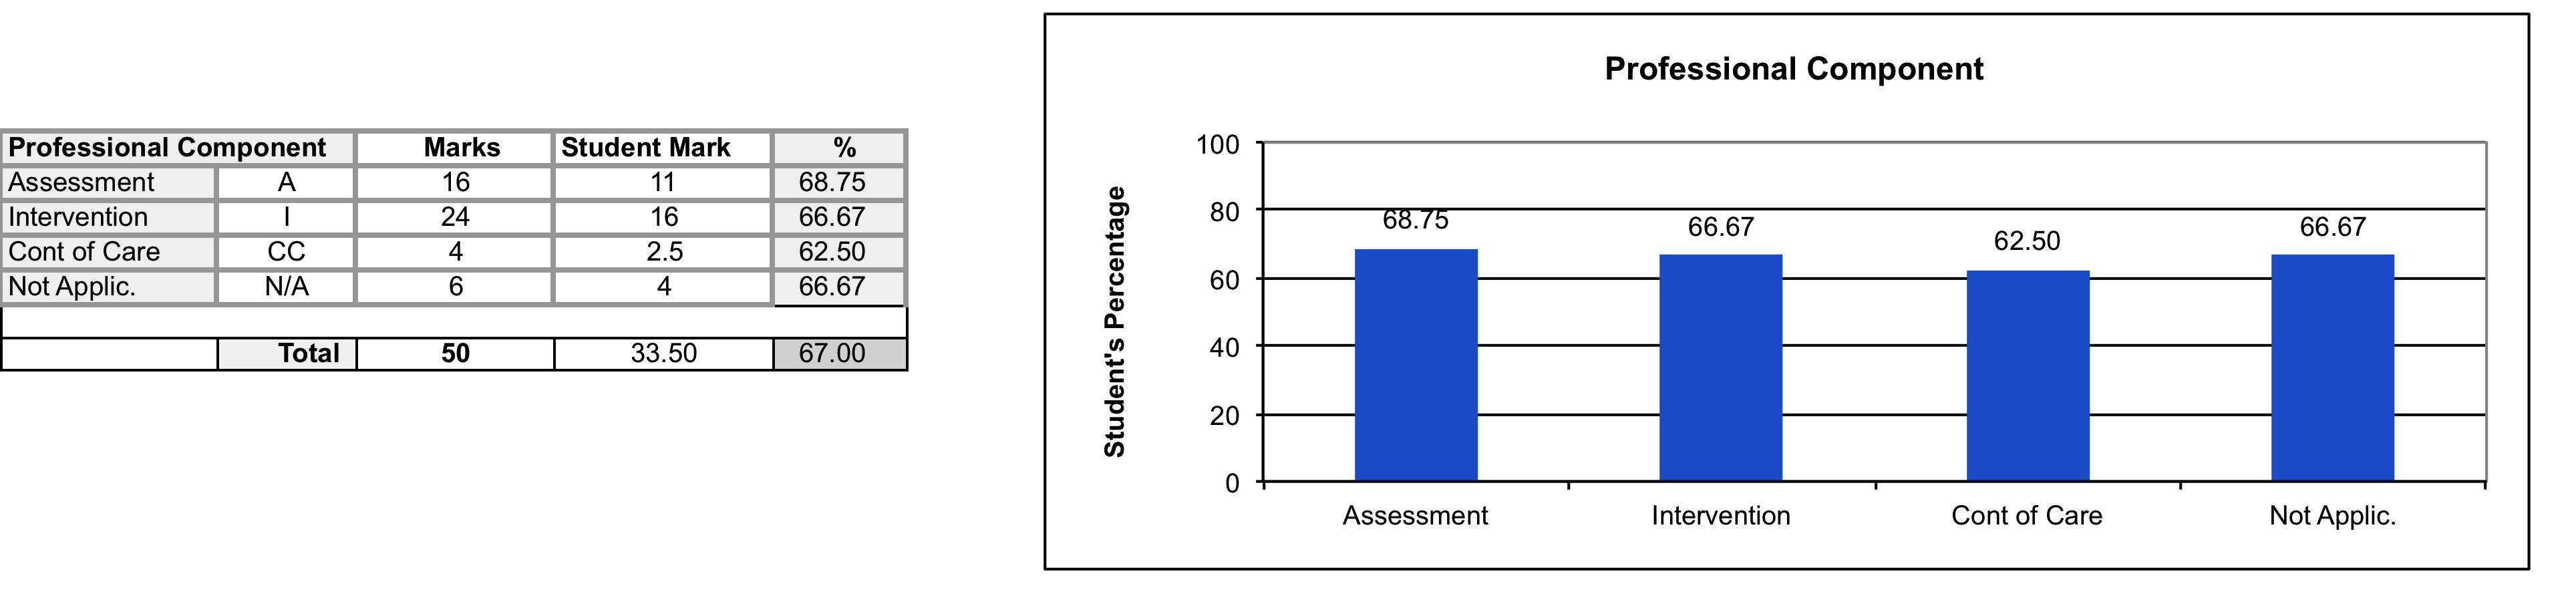 Professional Component Marks Student Mark %
Assessment A 16 11 68.75
Intervention I 24 16 66.67
Cont of Care CC 4 2.5 62.50
Not Applic. N/A 6 4 66.67
Total 50 33.50 67.00
Professional Component
Student's Percentage
100
80
60
40
20
0
68.75
66.67
62.50
66.67
Assessment
Intervention
Cont of Care
Not Applic.